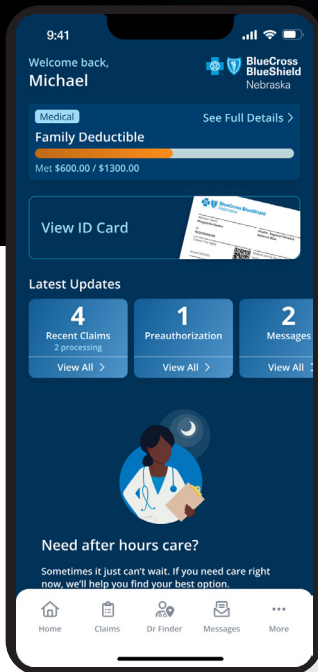 9:41
Welcome back,
Michael
BlueCross
BlueShield
Nebraska
Medical
See Full Details >
Family Deductible
Met $600.00 / $1300.00
View ID Card
BlueCross BlueShield
Nebraska
Latest Updates
4
Recent Claims
2 processing
View All >
1
Preauthorization
View All >
2
Messages
View All
Need after hours care?
Sometimes it just can't wait. If you need care right
now, we'll help you find your best option.
Home
Claims
Dr Finder
Messages
More